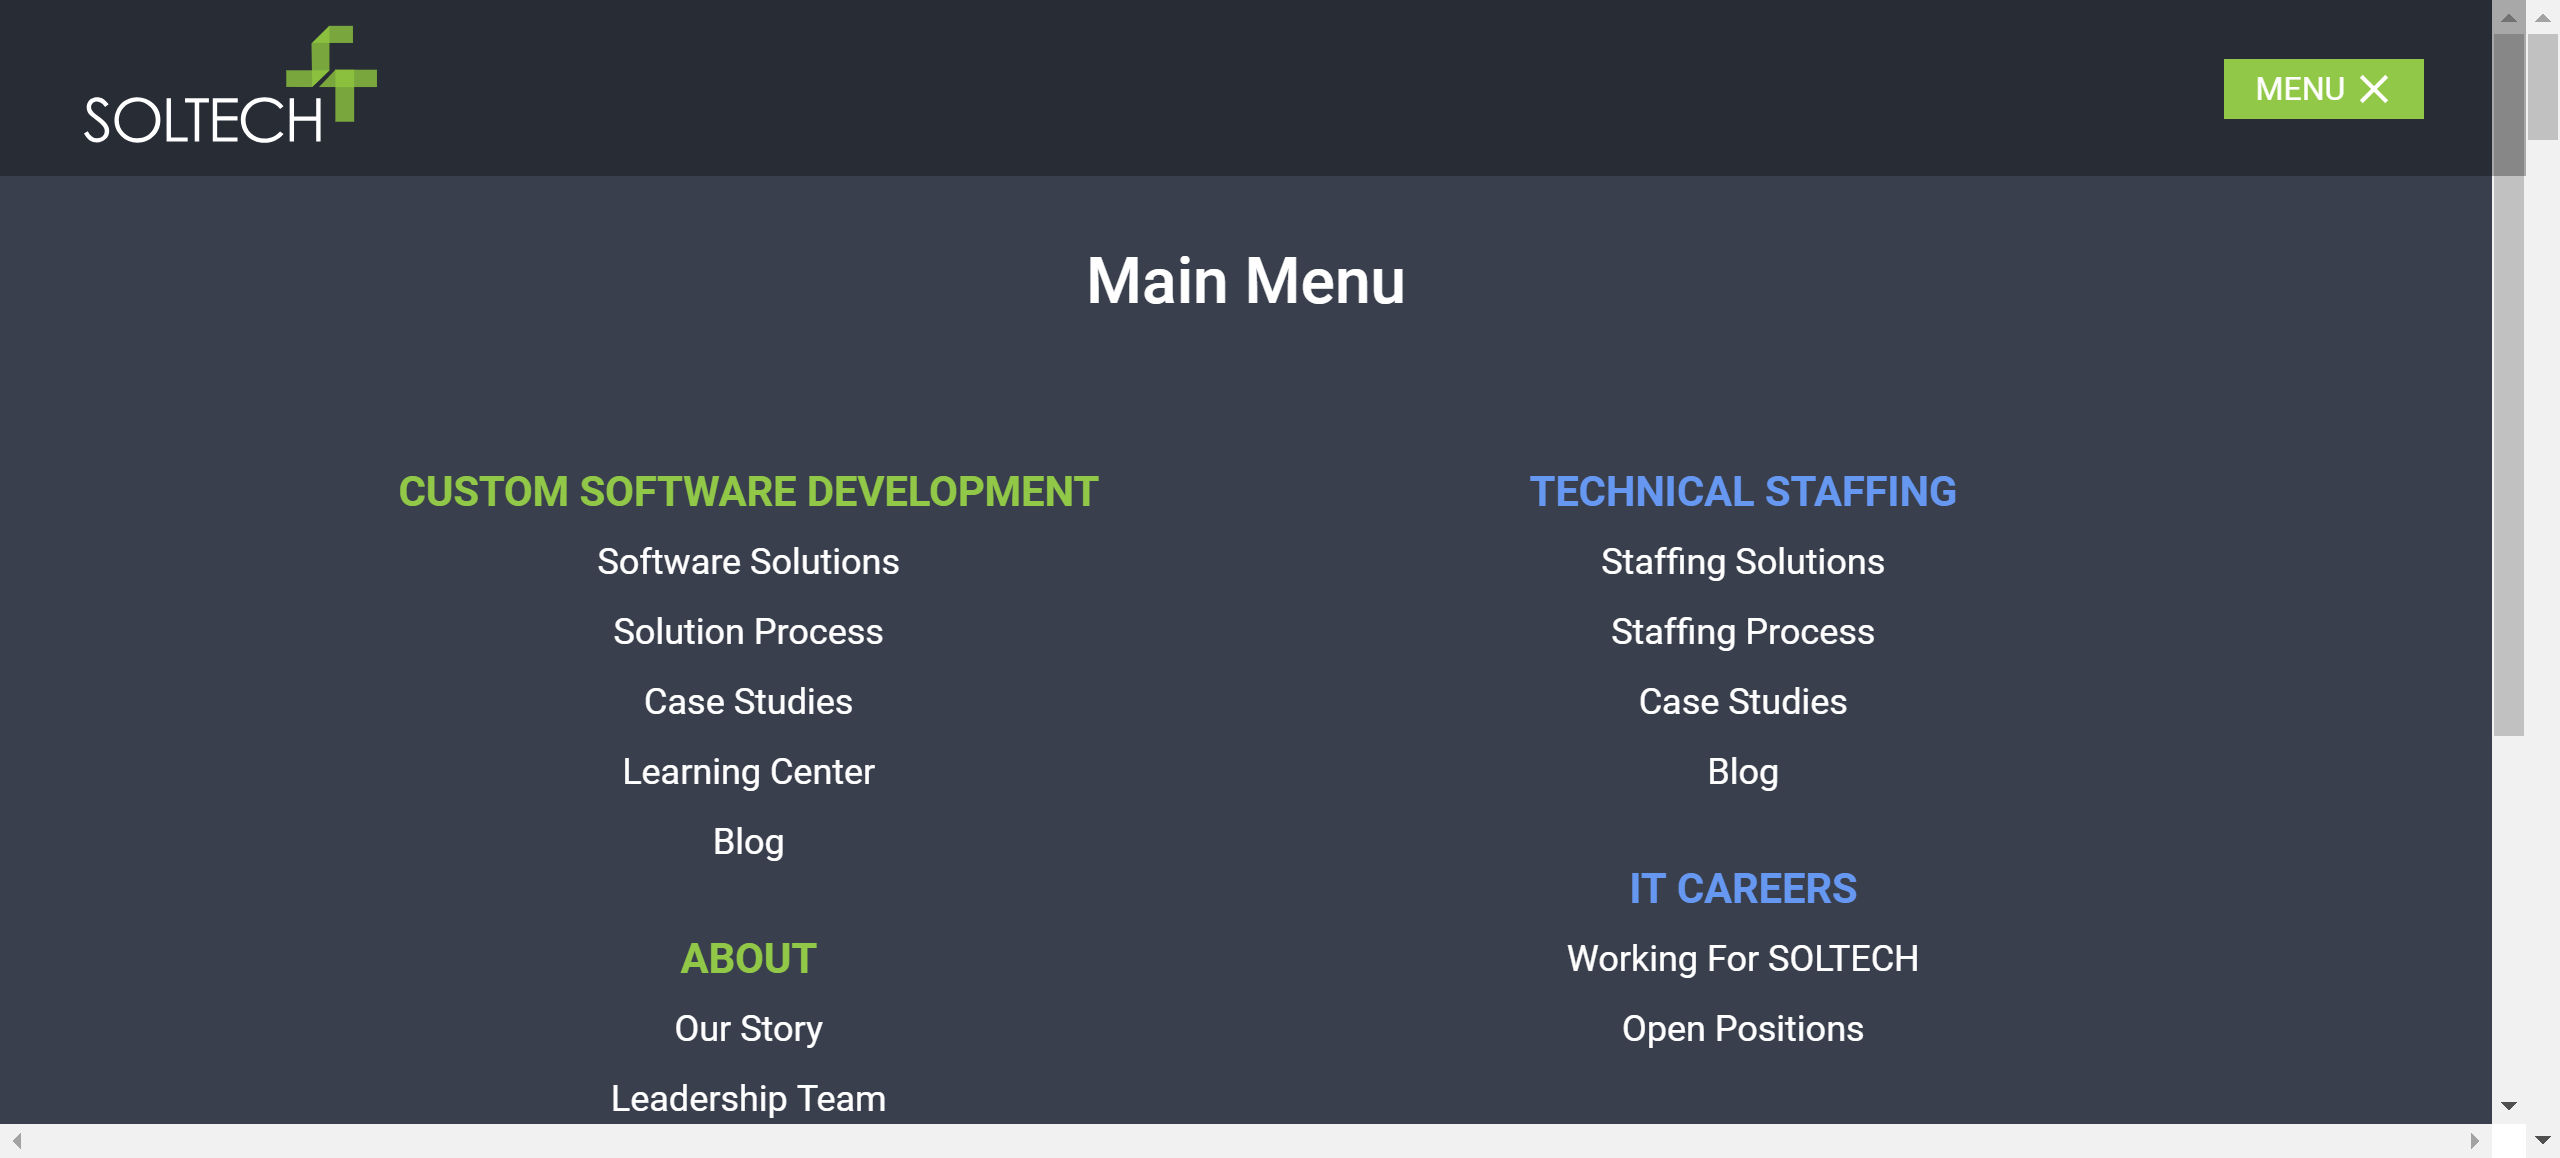 SOLTECH
MENU
Main Menu
CUSTOM SOFTWARE DEVELOPMENT
Software Solutions
Solution Process
Case Studies
Learning Center
Blog
ABOUT
Our Story
Leadership Team
TECHNICAL STAFFING
Staffing Solutions
Staffing Process
Case Studies
Blog
IT CAREERS
Working For SOLTECH
Open Positions